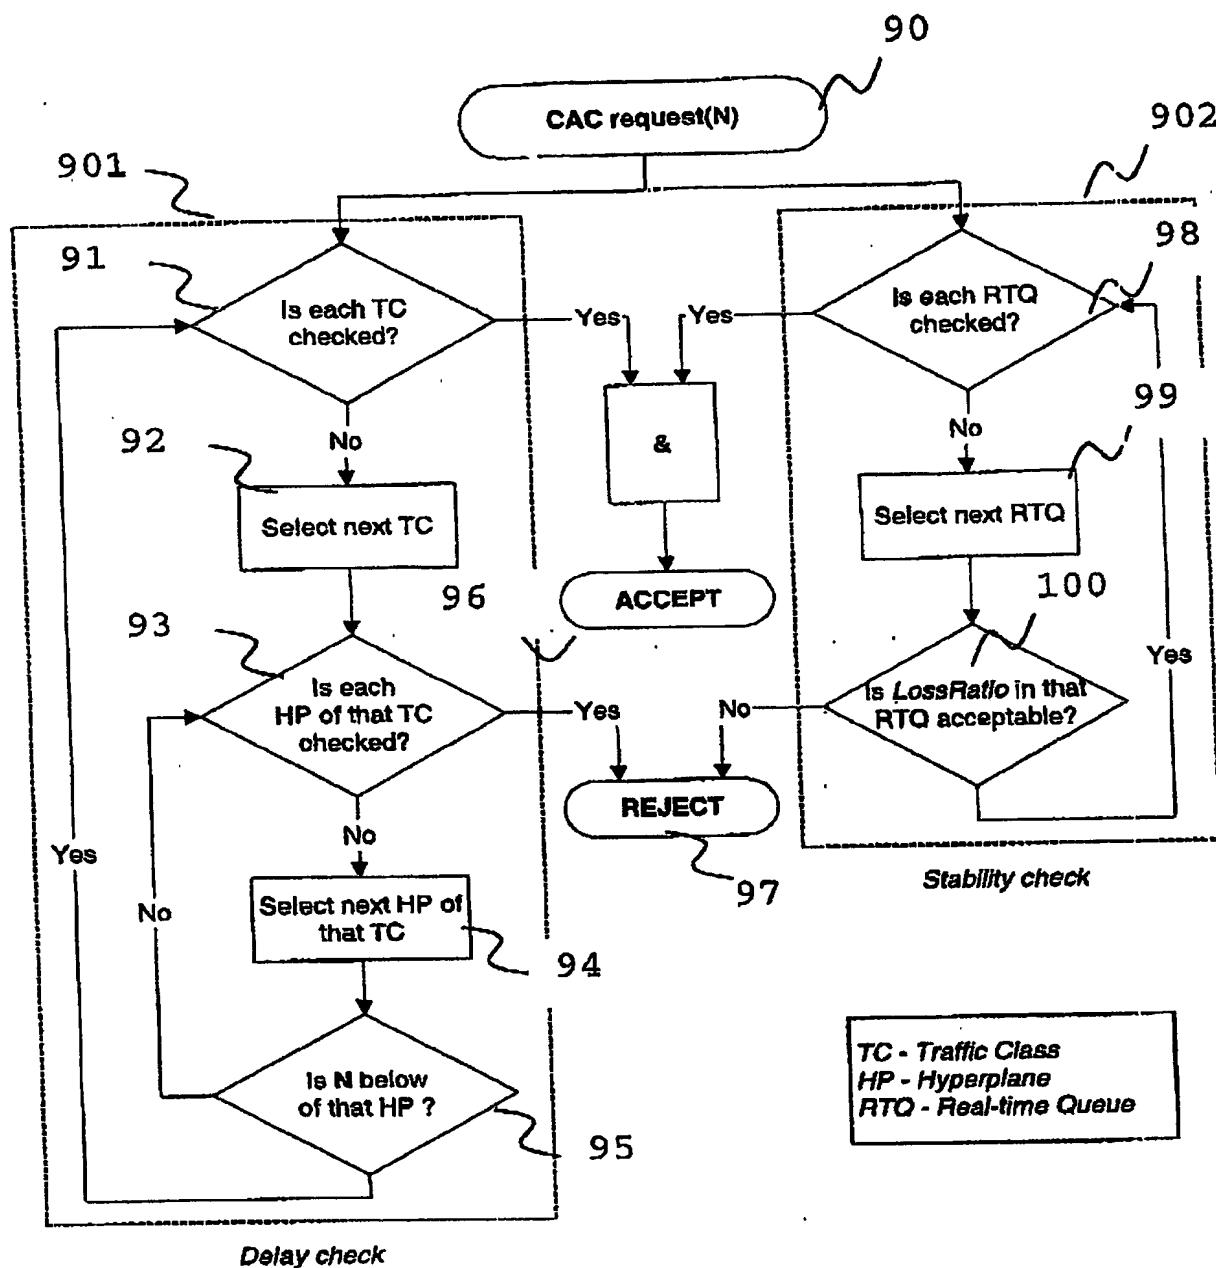 90
CAC request(N)
902
901
98
91
Is each TC
checked?
Yes
Yes
Is each RTQ
checked?
No
No
99
92
&
Select next TC
Select next RTQ
96
ACCEPT
100
93
Is each
HP of that TC
checked?
Yes
No
Is LossRatio in that
RTQ acceptable?
Yes
REJECT
No
97
Stability check
Yes
No
Select next HP of
that TC
94
Is N below
of that HP ?
95
TC - Traffic Class
HP - Hyperplane
RTQ - Real-time Queue
Delay check